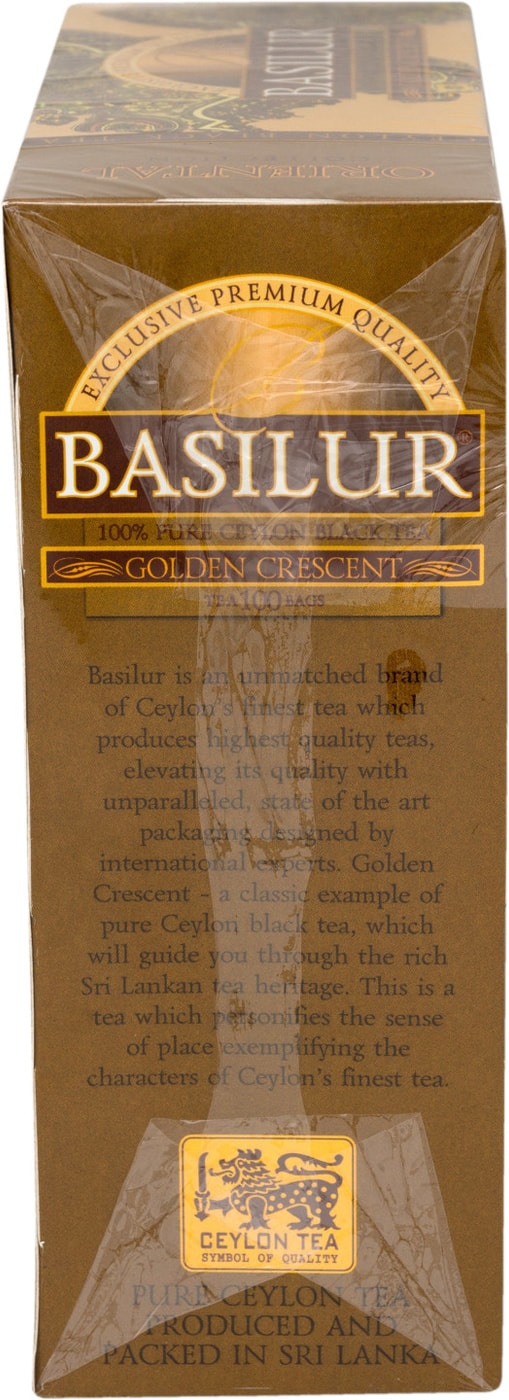 BASILUR
ORIENTAL
EXCLUSIVE PREMIUM QUALITY
BASILUR®
100% PURE CEYLON BLACK TEA
GOLDEN CRESCENT
TEA 100 BAGS
Basilur is an unmatched brand
of Ceylon's finest tea which
produces highest quality teas,
elevating its quality with
unparalleled, state of the art
packaging designed by
international experts. Golden
Crescent - a classic example of
pure Ceylon black tea, which
will guide you through the rich
Sri Lankan tea heritage. This is a
tea which personifies the sense
of place exemplifying the
characters of Ceylon's finest tea.
CEYLON TEA
SYMBOL OF QUALITY
PURE CEYLON TEA
PRODUCED AND
PACKED IN SRI LANKA